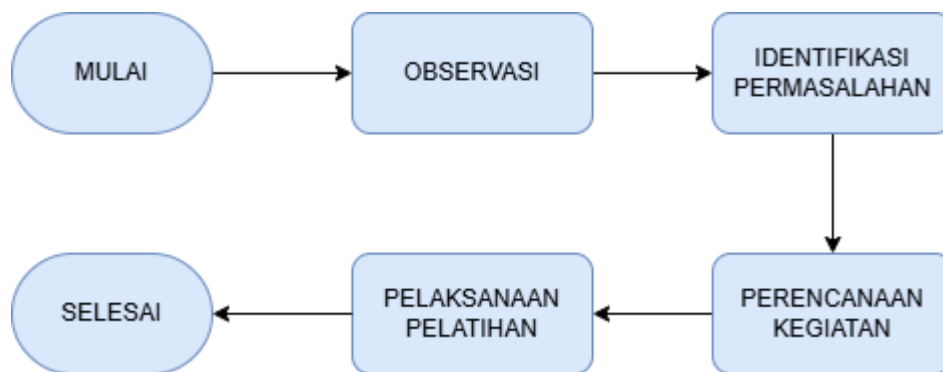 MULAI
OBSERVASI
IDENTIFIKASI
PERMASALAHAN
PERENCANAAN
KEGIATAN
PELAKSANAAN
PELATIHAN
SELESAI